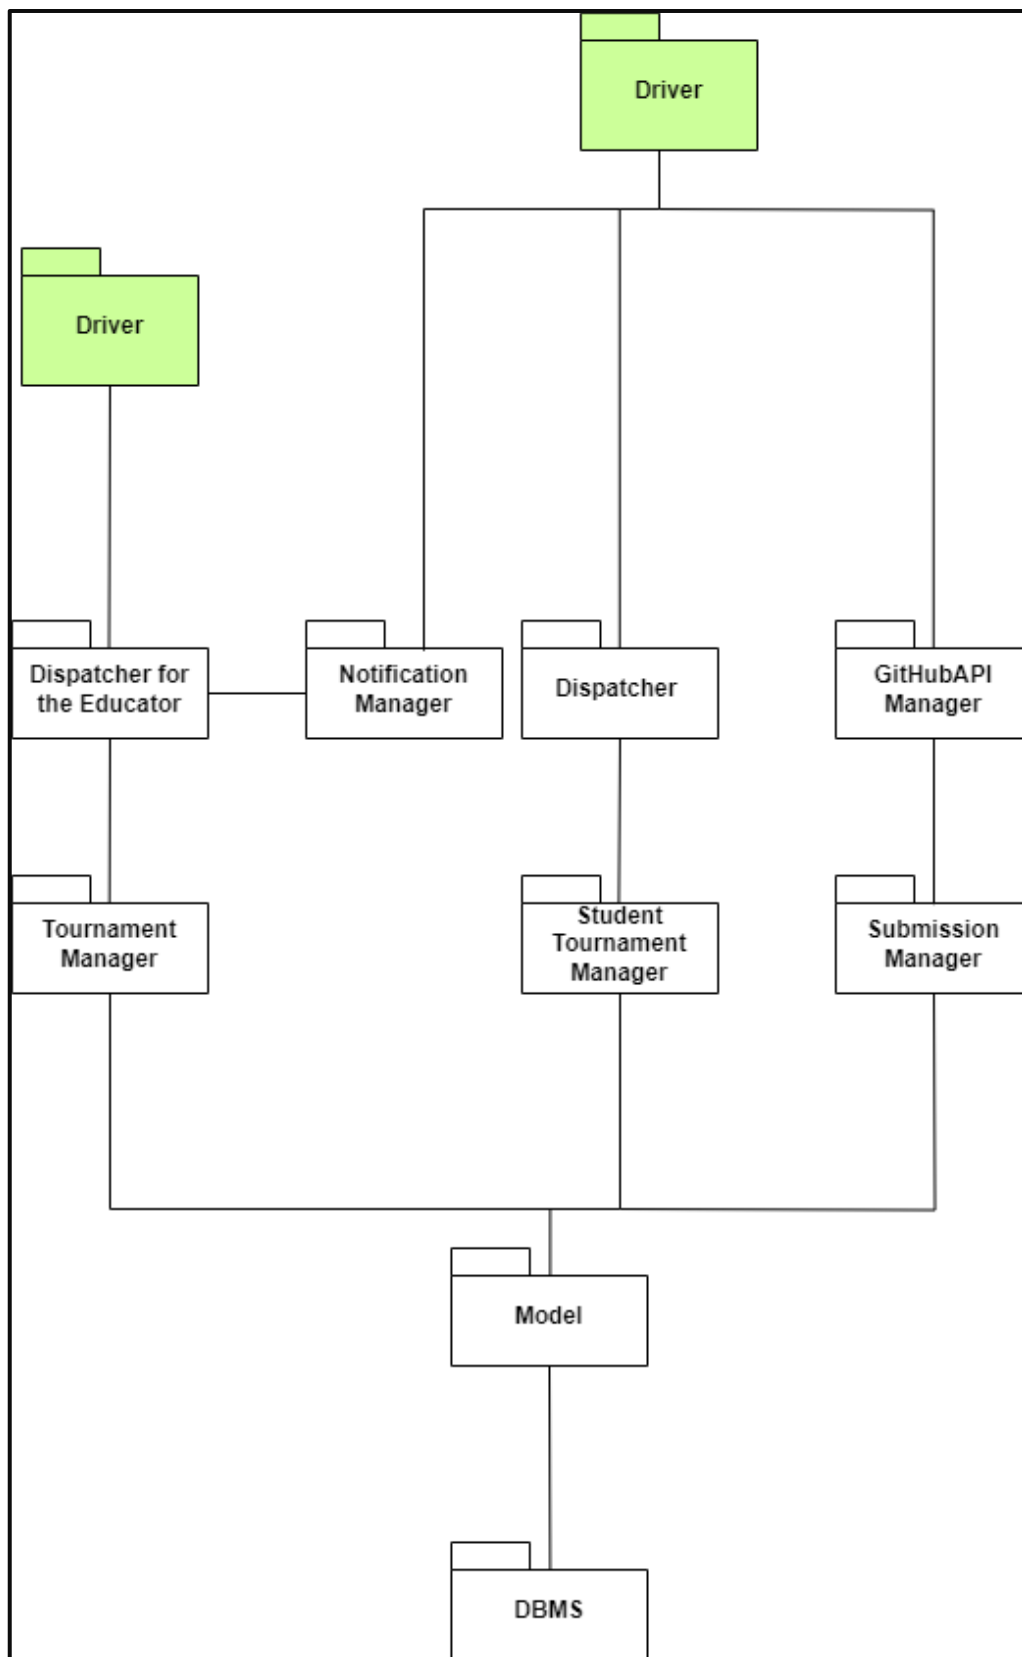 Driver
Driver
Dispatcher for
the Educator
Notification
Manager
Dispatcher
GitHubAPI
Manager
Tournament
Manager
Student
Tournament
Manager
Submission
Manager
Model
DBMS